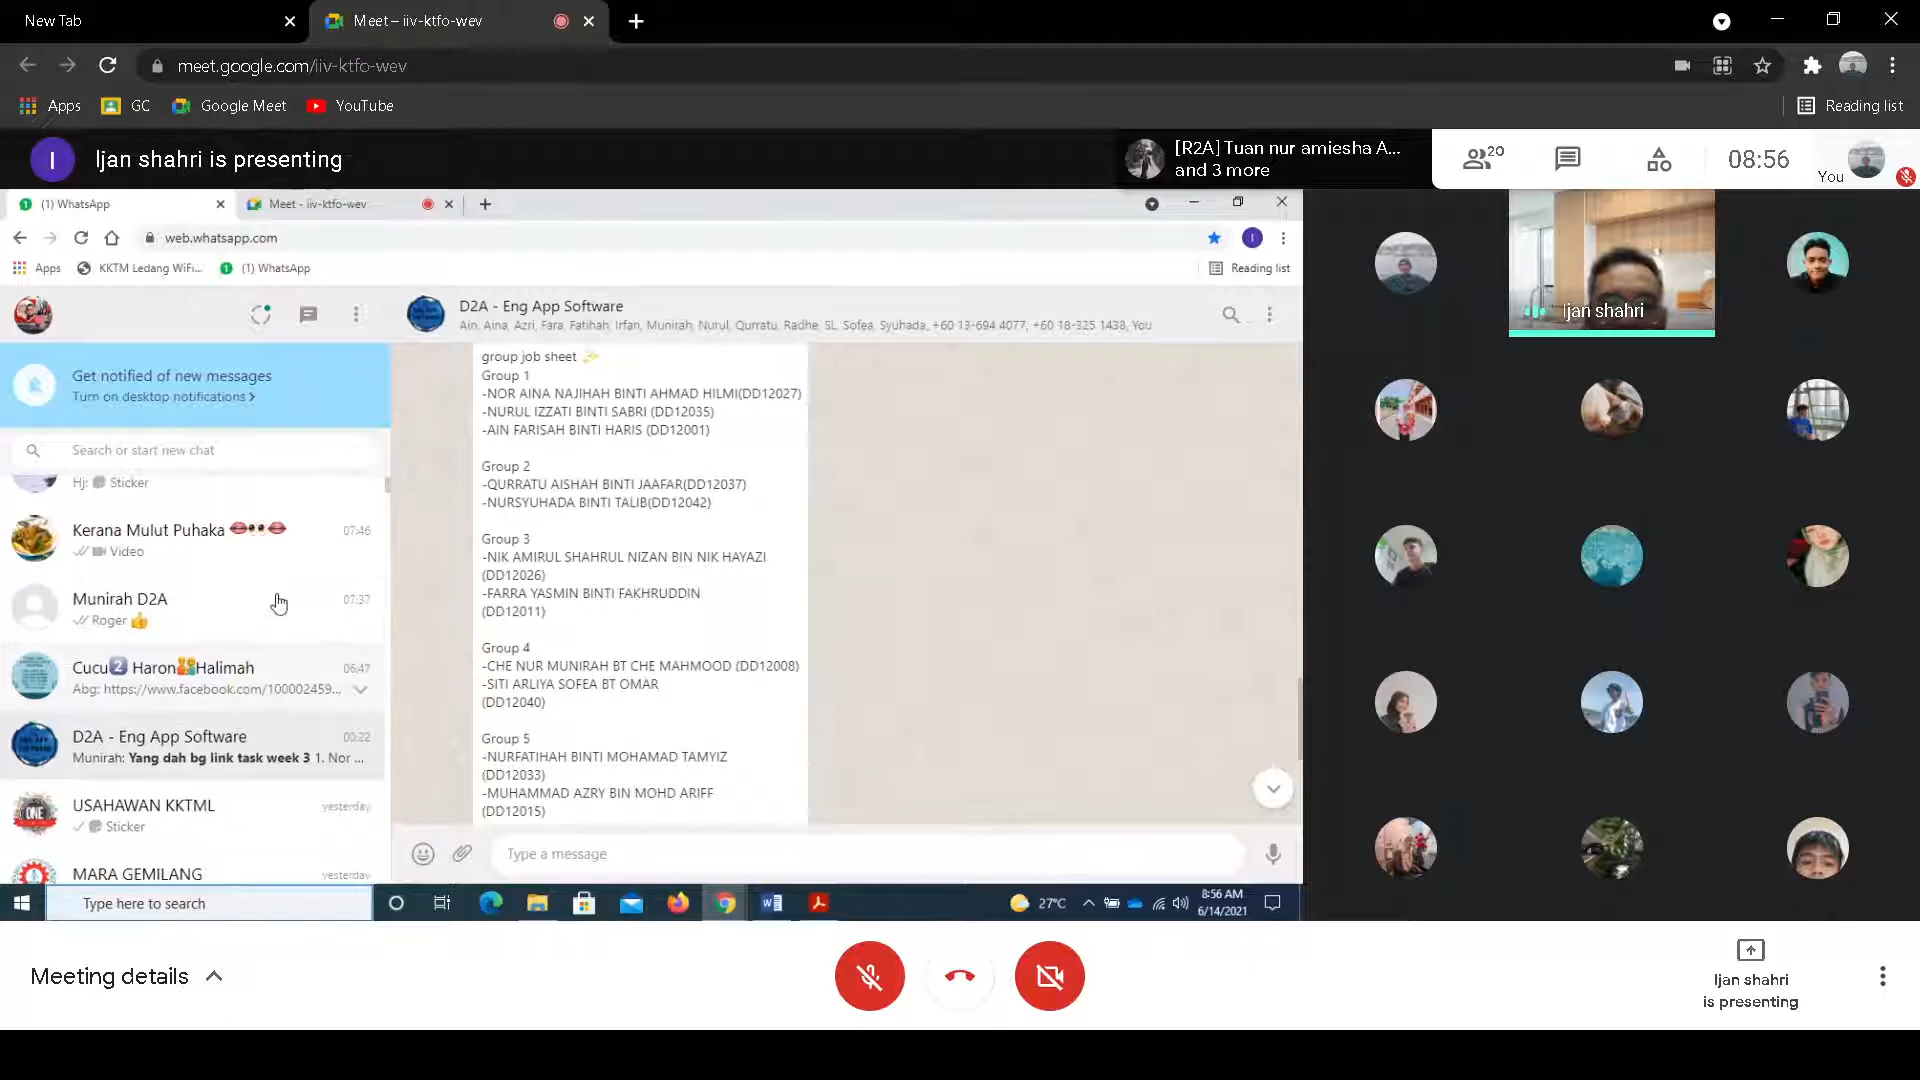 New Tab
Meet – iiv-ktfo-wev
meet.google.com/iiv-ktfo-wev
Apps
GC
Google Meet
YouTube
Reading list
I
Ijan shahri is presenting
[R2A] Tuan nur amiesha A...
and 3 more
20
08:56
You
(1) WhatsApp
Meet - iiv-ktfo-wev
web.whatsapp.com
I
Apps
KKTM Ledang WiFi...
(1) WhatsApp
Reading list
D2A - Eng App Software
Ain, Aina, Azri, Fara, Fatihah, Irfan, Munirah, Nurul, Qurratu, Radhe, SL, Sofea, Syuhada, +60 13-694 4077, +60 18-325 1438, You
Get notified of new messages
Turn on desktop notifications >
Search or start new chat
Hj: Sticker
Kerana Mulut Puhaka 07:46
Video
Munirah D2A 07:37
Roger 👍
Cucu2 Haron Halimah 06:47
Abg: https://www.facebook.com/100002459...
D2A - Eng App Software 00:22
Munirah: Yang dah bg link task week 3 1. Nor ...
USAHAWAN KKTML yesterday
Sticker
MARA GEMILANG yesterday
group job sheet ✨
Group 1
-NOR AINA NAJIHAH BINTI AHMAD HILMI(DD12027)
-NURUL IZZATI BINTI SABRI (DD12035)
-AIN FARISAH BINTI HARIS (DD12001)
Group 2
-QURRATU AISHAH BINTI JAAFAR(DD12037)
-NURSYUHADA BINTI TALIB(DD12042)
Group 3
-NIK AMIRUL SHAHRUL NIZAN BIN NIK HAYAZI
(DD12026)
-FARRA YASMIN BINTI FAKHRUDDIN
(DD12011)
Group 4
-CHE NUR MUNIRAH BT CHE MAHMOOD (DD12008)
-SITI ARLIYA SOFEA BT OMAR
(DD12040)
Group 5
-NURFATIHAH BINTI MOHAMAD TAMYIZ
(DD12033)
-MUHAMMAD AZRY BIN MOHD ARIFF
(DD12015)
Type a message
Type here to search
27°C
8:56 AM
6/14/2021
Ijan shahri
Meeting details
Ijan shahri
is presenting